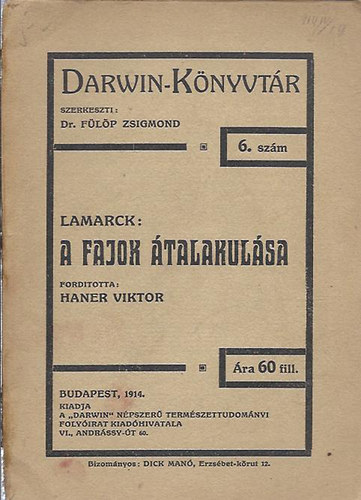 DARWIN-KÖNYVTÁR
SZERKESZTI:
Dr. FÜLÖP ZSIGMOND
6. szám
LAMARCK:
A FAJOK ÁTALAKULÁSA
FORDITOTTA:
HANER VIKTOR
Ára 60 fill.
BUDAPEST, 1914.
KIADJA
A „DARWIN" NÉPSZERŰ TERMÉSZETTUDOMÁNYI
FOLYÓIRAT KIADÓHIVATALA
VI., ANDRÁSSY-ÚT 60.
Bizományos: DICK MANÓ, Erzsébet-körut 12.